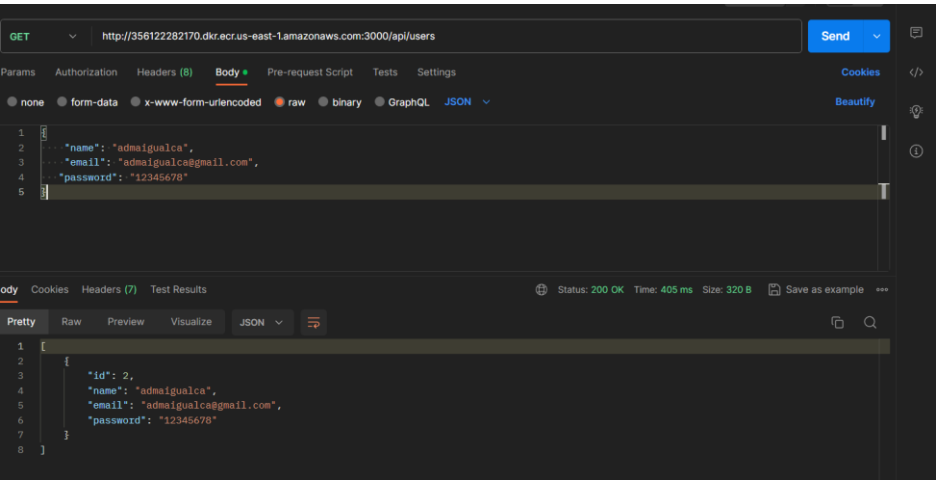 GET http://356122282170.dkr.ecr.us-east-1.amazonaws.com:3000/api/users Send
Params Authorization Headers (8) Body Pre-request Script Tests Settings Cookies
none form-data x-www-form-urlencoded raw binary GraphQL JSON Beautify
1 {
2 "name": "admaigualca",
3 "email": "admaigualca@gmail.com",
4 "password": "12345678"
5 }
ody Cookies Headers (7) Test Results Status: 200 OK Time: 405 ms Size: 320 B Save as example
Pretty Raw Preview Visualize JSON
1 [
2 {
3 "id": 2,
4 "name": "admaigualca",
5 "email": "admaigualca@gmail.com",
6 "password": "12345678"
7 }
8 ]